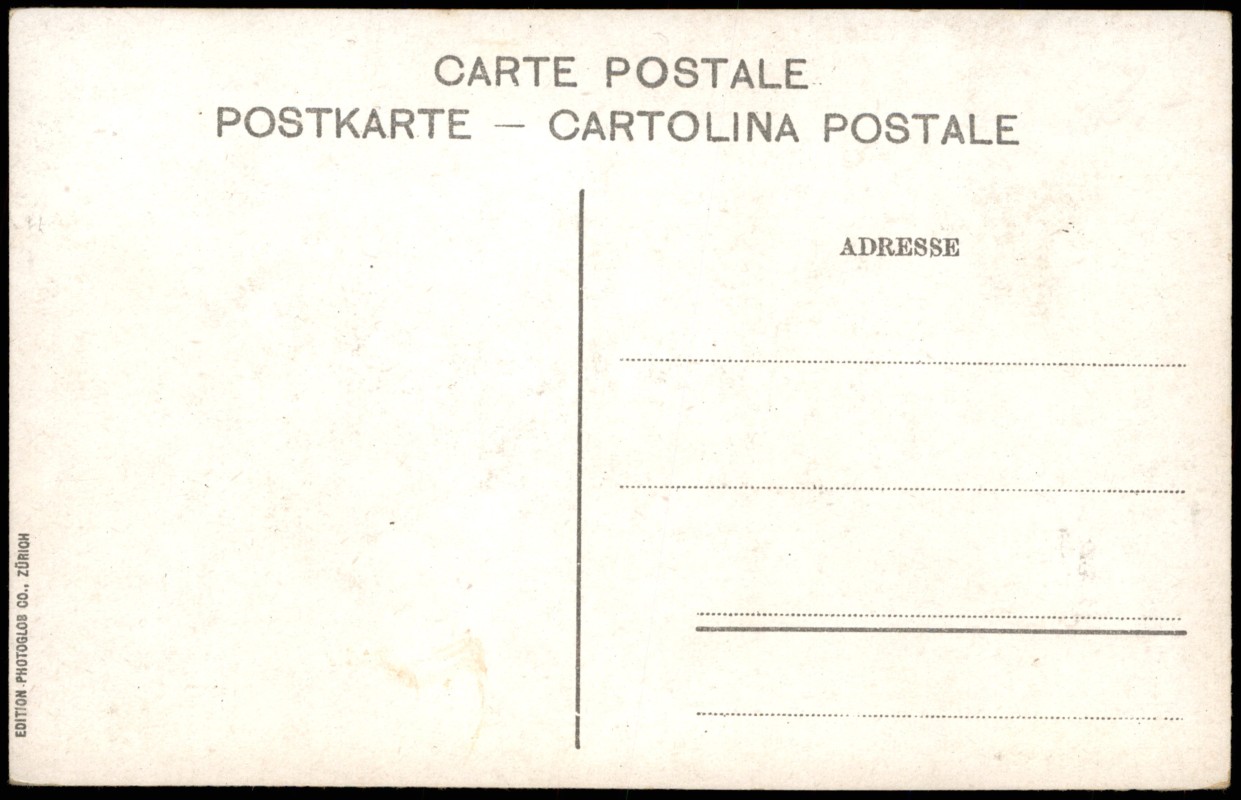 CARTE POSTALE
POSTKARTE — CARTOLINA POSTALE
ADRESSE
EDITION PHOTOGLOB CO., ZÜRICH